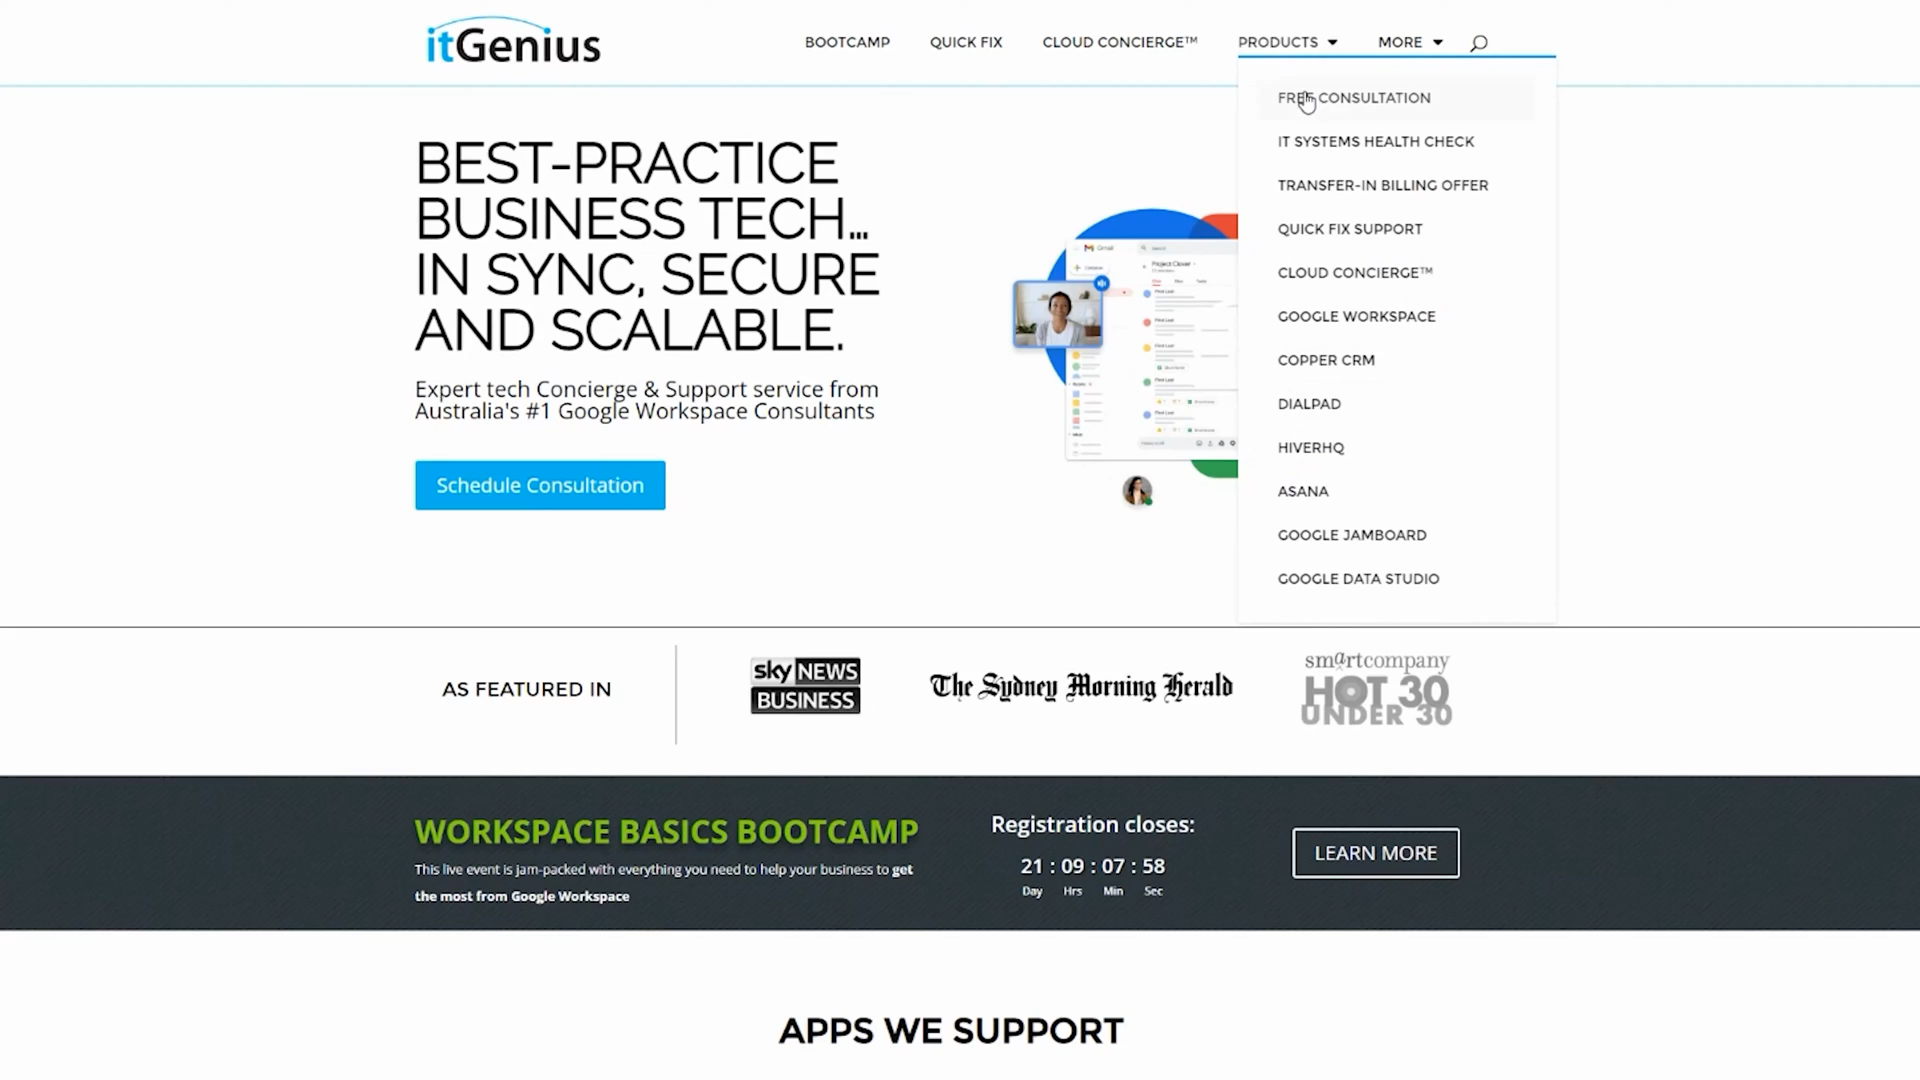 itGenius
BOOTCAMP
QUICK FIX
CLOUD CONCIERGE™
PRODUCTS
MORE
FREE CONSULTATION
IT SYSTEMS HEALTH CHECK
TRANSFER-IN BILLING OFFER
QUICK FIX SUPPORT
CLOUD CONCIERGE™
GOOGLE WORKSPACE
COPPER CRM
DIALPAD
HIVERHQ
ASANA
GOOGLE JAMBOARD
GOOGLE DATA STUDIO
BEST-PRACTICE
BUSINESS TECH...
IN SYNC, SECURE
AND SCALABLE.
Expert tech Concierge & Support service from
Australia's #1 Google Workspace Consultants
Schedule Consultation
Gmail
Project Clover
AS FEATURED IN
sky NEWS
BUSINESS
The Sydney Morning Herald
smartcompany
HOT 30
UNDER 30
WORKSPACE BASICS BOOTCAMP
This live event is jam-packed with everything you need to help your business to get
the most from Google Workspace
Registration closes:
21 : 09 : 07 : 58
Day Hrs Min Sec
LEARN MORE
APPS WE SUPPORT